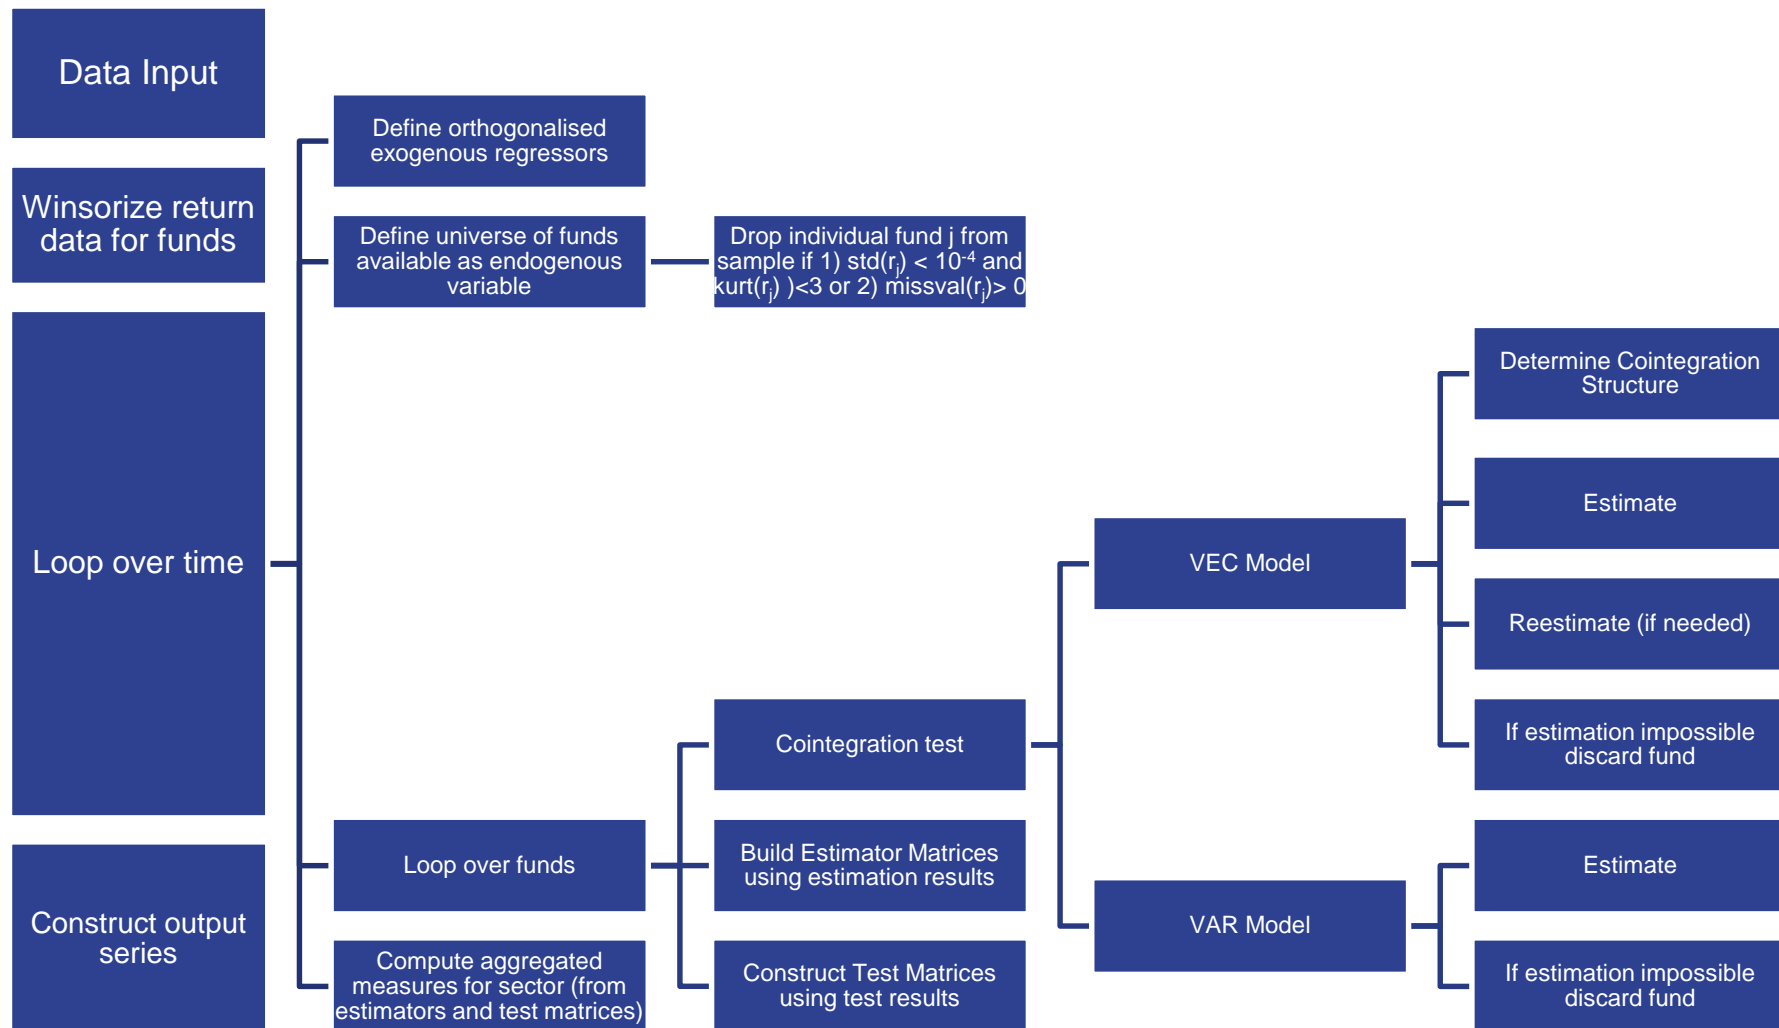 Data Input
Winsorize return
data for funds
Loop over time
Construct output
series
Define orthogonalised
exogenous regressors
Define universe of funds
available as endogenous
variable
Loop over funds
Compute aggregated
measures for sector (from
estimators and test matrices)
Drop individual fund j from
sample if 1) std(r_j) < 10^-4 and
kurt(r_j) )<3 or 2) missval(r_j)> 0
Cointegration test
Build Estimator Matrices
using estimation results
Construct Test Matrices
using test results
VEC Model
VAR Model
Determine Cointegration
Structure
Estimate
Reestimate (if needed)
If estimation impossible
discard fund
Estimate
If estimation impossible
discard fund